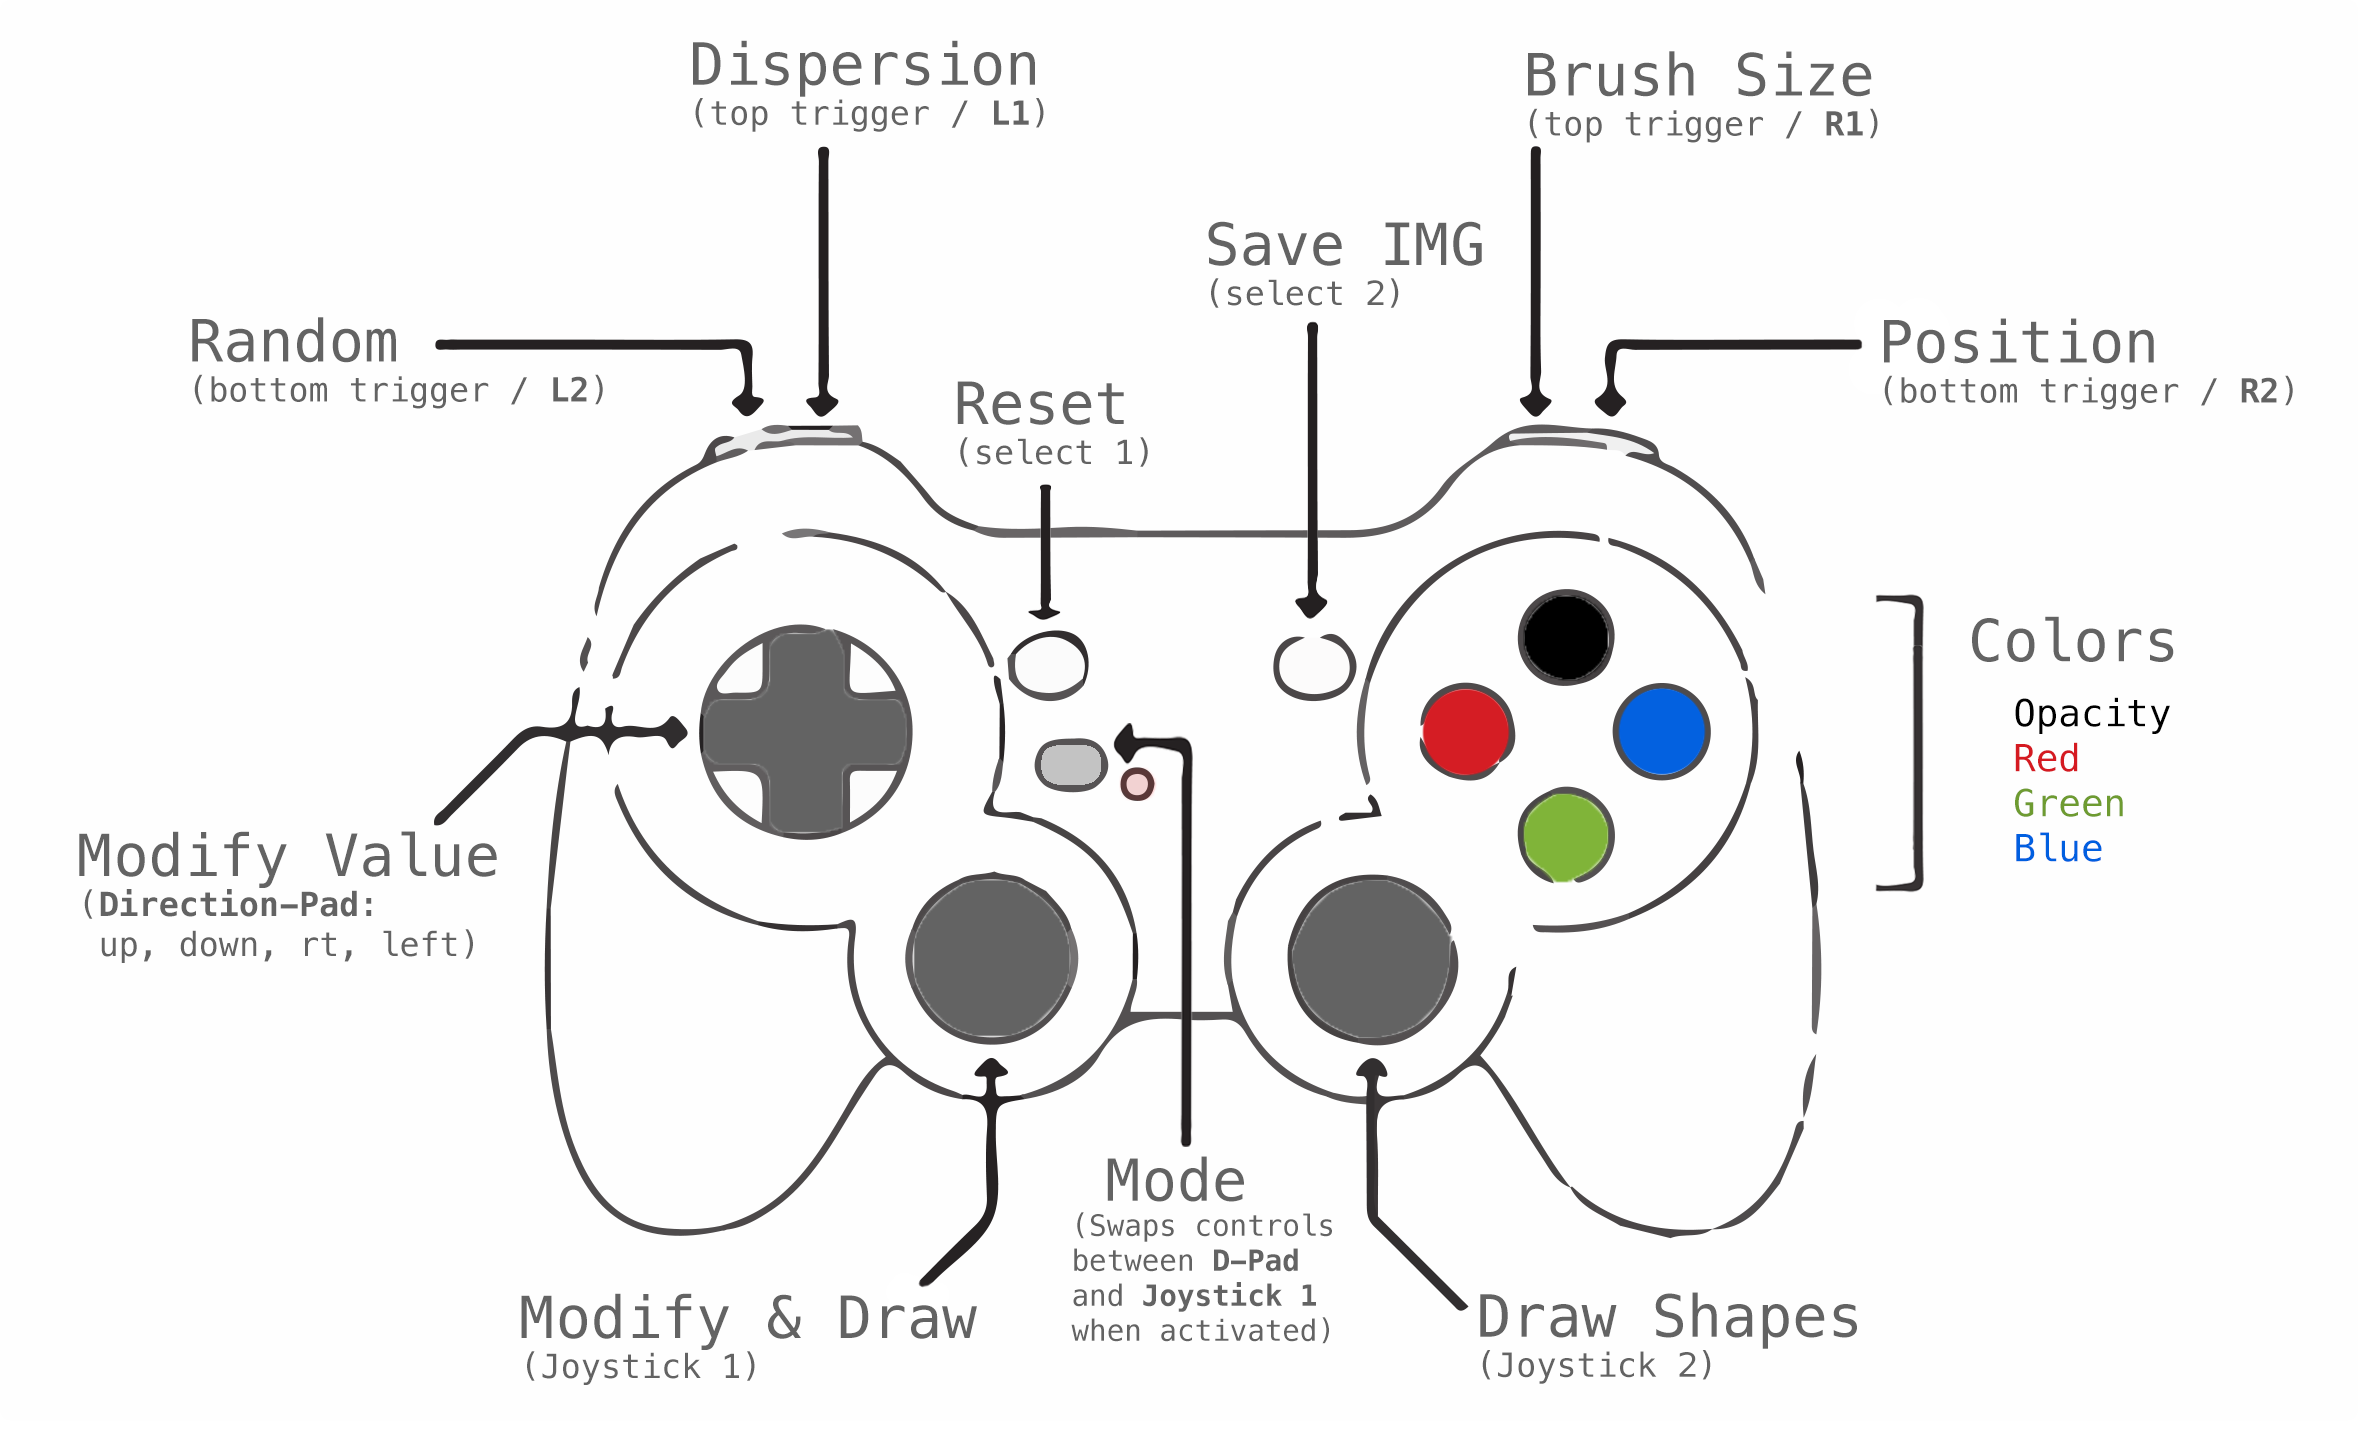 Dispersion
(top trigger / L1)
Brush Size
(top trigger / R1)
Save IMG
(select 2)
Random
(bottom trigger / L2)
Position
(bottom trigger / R2)
Reset
(select 1)
Colors
Opacity
Red
Green
Blue
Modify Value
(Direction-Pad:
up, down, rt, left)
Mode
(Swaps controls
between D-Pad
and Joystick 1
when activated)
Modify & Draw
(Joystick 1)
Draw Shapes
(Joystick 2)